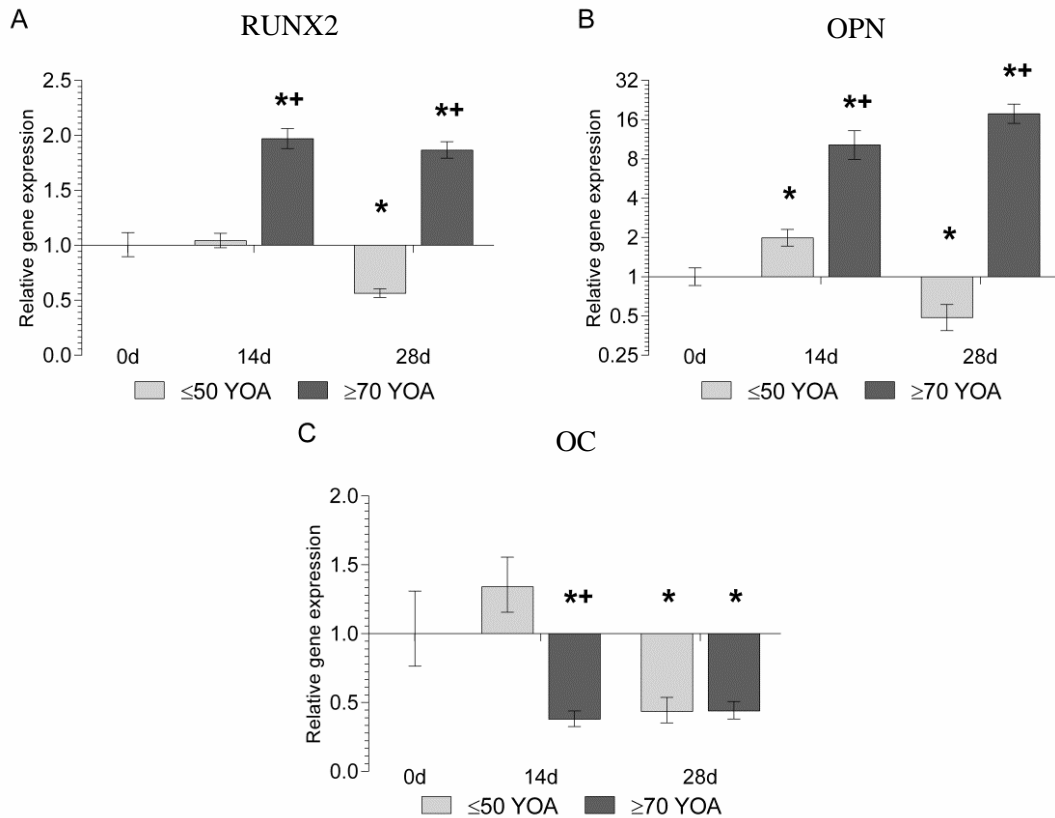 A
RUNX2
Relative gene expression
2.5
2.0
1.5
1.0
0.5
0.0
*+
*+
*
0d 14d 28d
≤50 YOA ≥70 YOA
B
OPN
Relative gene expression
32
16
8
4
2
1
0.5
0.25
*
*+
*
*+
0d 14d 28d
≤50 YOA ≥70 YOA
C
OC
Relative gene expression
2.0
1.5
1.0
0.5
0.0
*+ * *
0d 14d 28d
≤50 YOA ≥70 YOA